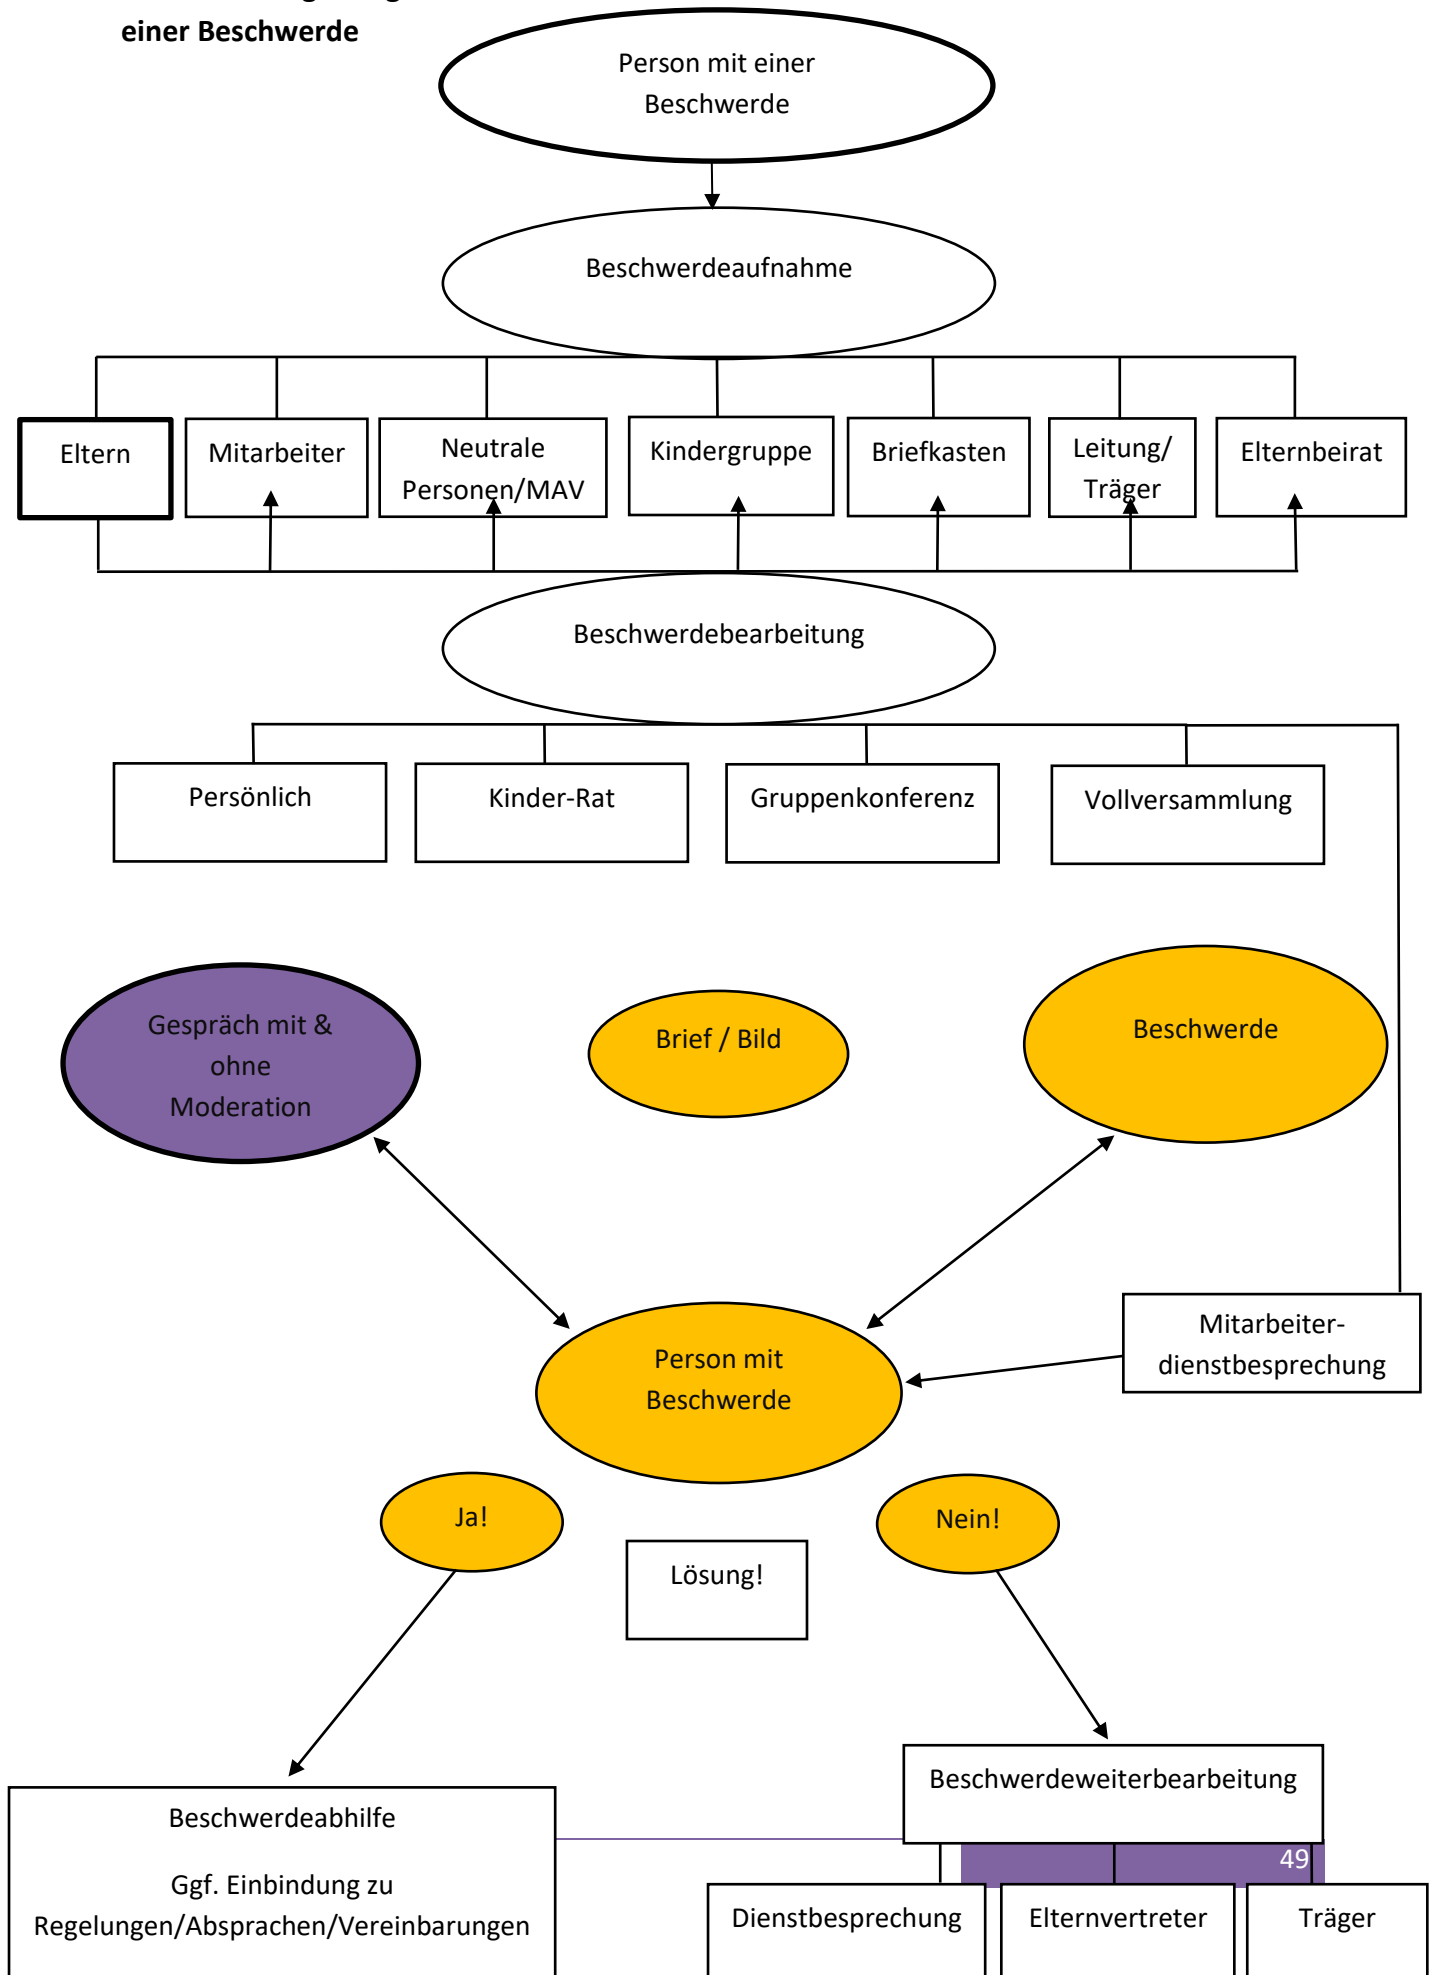 einer Beschwerde
Person mit einer
Beschwerde
Beschwerdeaufnahme
Eltern
Mitarbeiter
Neutrale
Personen/MAV
Kindergruppe
Briefkasten
Leitung/
Träger
Elternbeirat
Beschwerdebearbeitung
Persönlich
Kinder-Rat
Gruppenkonferenz
Vollversammlung
Gespräch mit &
ohne
Moderation
Brief / Bild
Beschwerde
Mitarbeiter-
dienstbesprechung
Person mit
Beschwerde
Ja!
Nein!
Lösung!
Beschwerdeweiterbearbeitung
Beschwerdeabhilfe
Ggf. Einbindung zu
Regelungen/Absprachen/Vereinbarungen
49
Dienstbesprechung
Elternvertreter
Träger